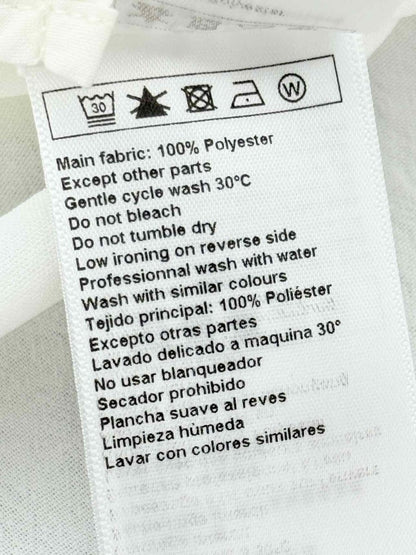 30
W
Main fabric: 100% Polyester
Except other parts
Gentle cycle wash 30°C
Do not bleach
Do not tumble dry
Low ironing on reverse side
Professionnal wash with water
Wash with similar colours
Tejido principal: 100% Poliéster
Excepto otras partes
Lavado delicado a maquina 30°
No usar blanqueador
Secador prohibido
Plancha suave al reves
Limpieza hùmeda
Lavar con colores similares